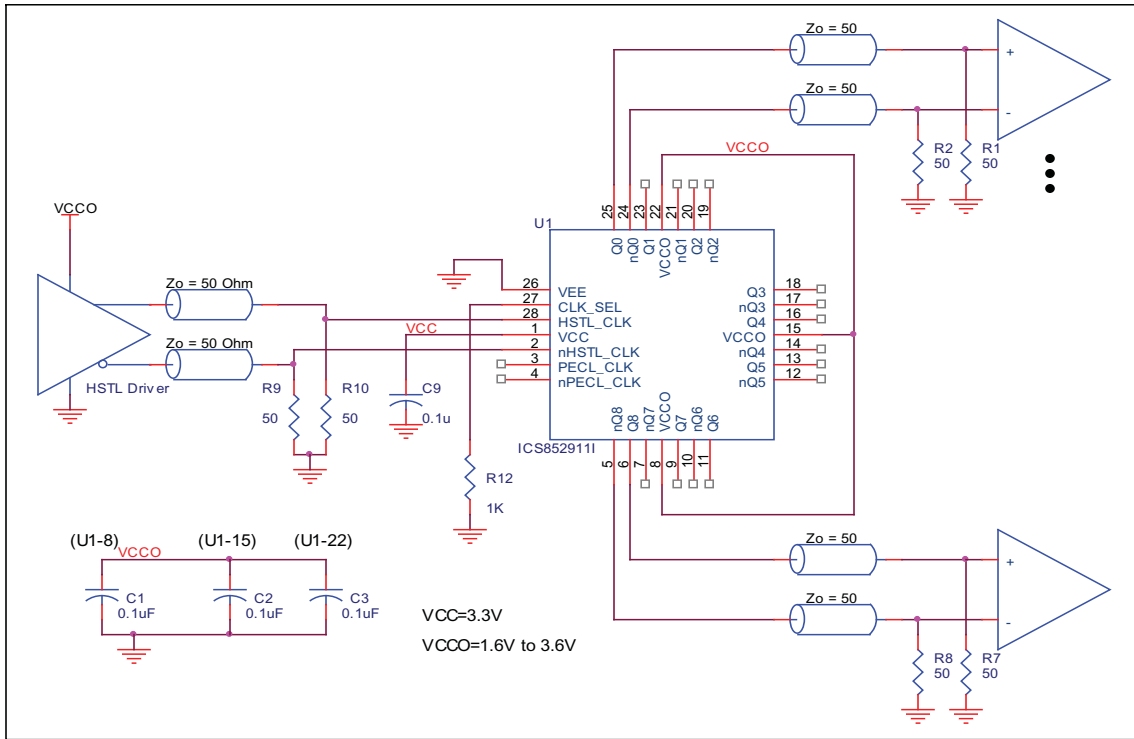 Zo = 50
+
Zo = 50
-
R2
50
R1
50
VCCO
25
24
23
22
21
20
19
U1
Q0
nQ0
Q1
VCCO
nQ1
Q2
nQ2
VCCO
Zo = 50 Ohm
Zo = 50 Ohm
HSTL Driver
R9
50
R10
50
VCC
C9
0.1u
R12
1K
26
27
28
1
2
3
4
VEE
CLK_SEL
HSTL_CLK
VCC
nHSTL_CLK
PECL_CLK
nPECL_CLK
Q3
nQ3
Q4
VCCO
nQ4
Q5
nQ5
18
17
16
15
14
13
12
nQ8
Q8
nQ7
VCCO
Q7
nQ6
Q6
ICS852911I
5
6
7
8
9
10
11
(U1-8)
(U1-15)
(U1-22)
VCCO
C1
0.1uF
C2
0.1uF
C3
0.1uF
VCC=3.3V
VCCO=1.6V to 3.6V
Zo = 50
+
Zo = 50
-
R8
50
R7
50